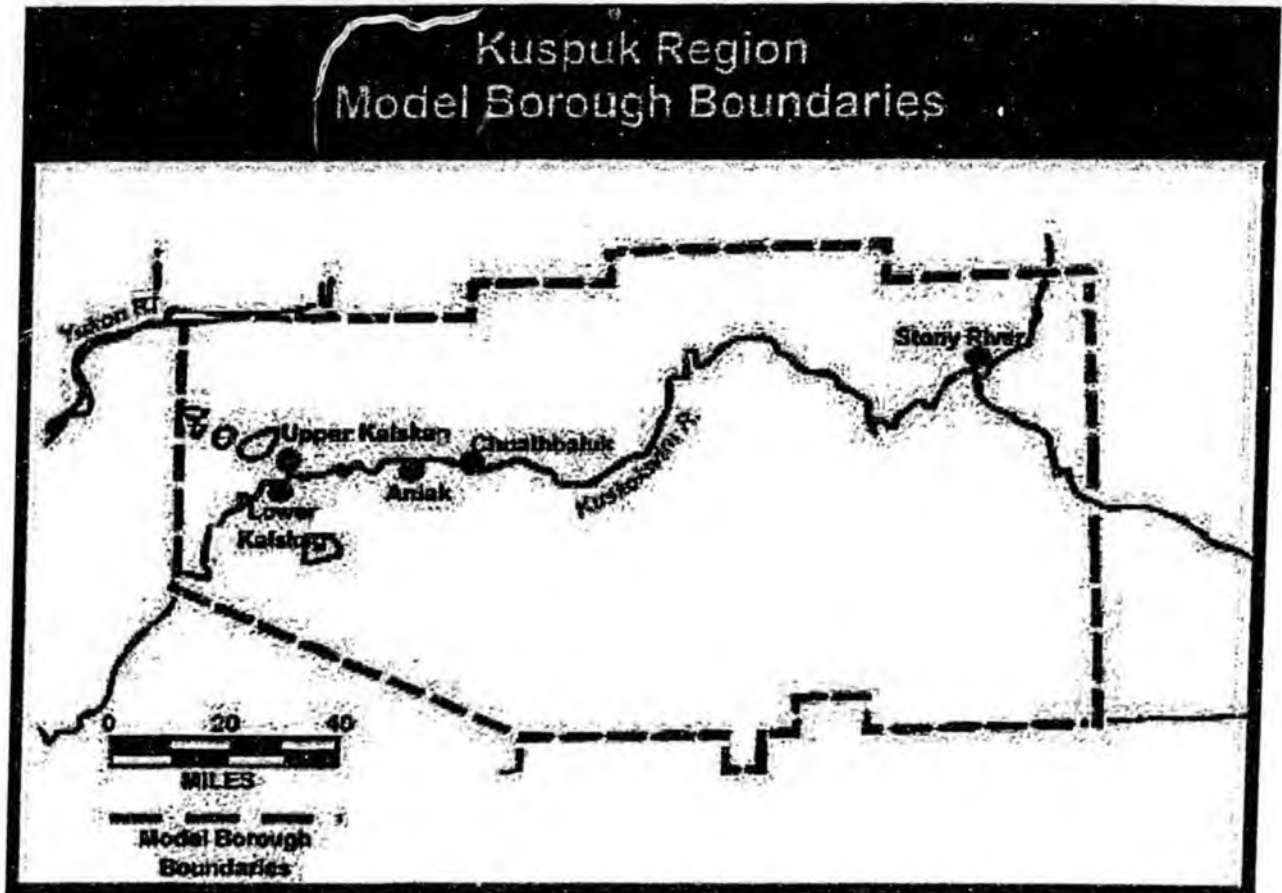 Kuspuk Region
Model Borough Boundaries
Yukon R.
Stony River
Upper Kalskag
Chuathbaluk
Aniak
Kuskokwim R.
Lower
Kalskag
0 20 40
MILES
Model Borough
Boundaries